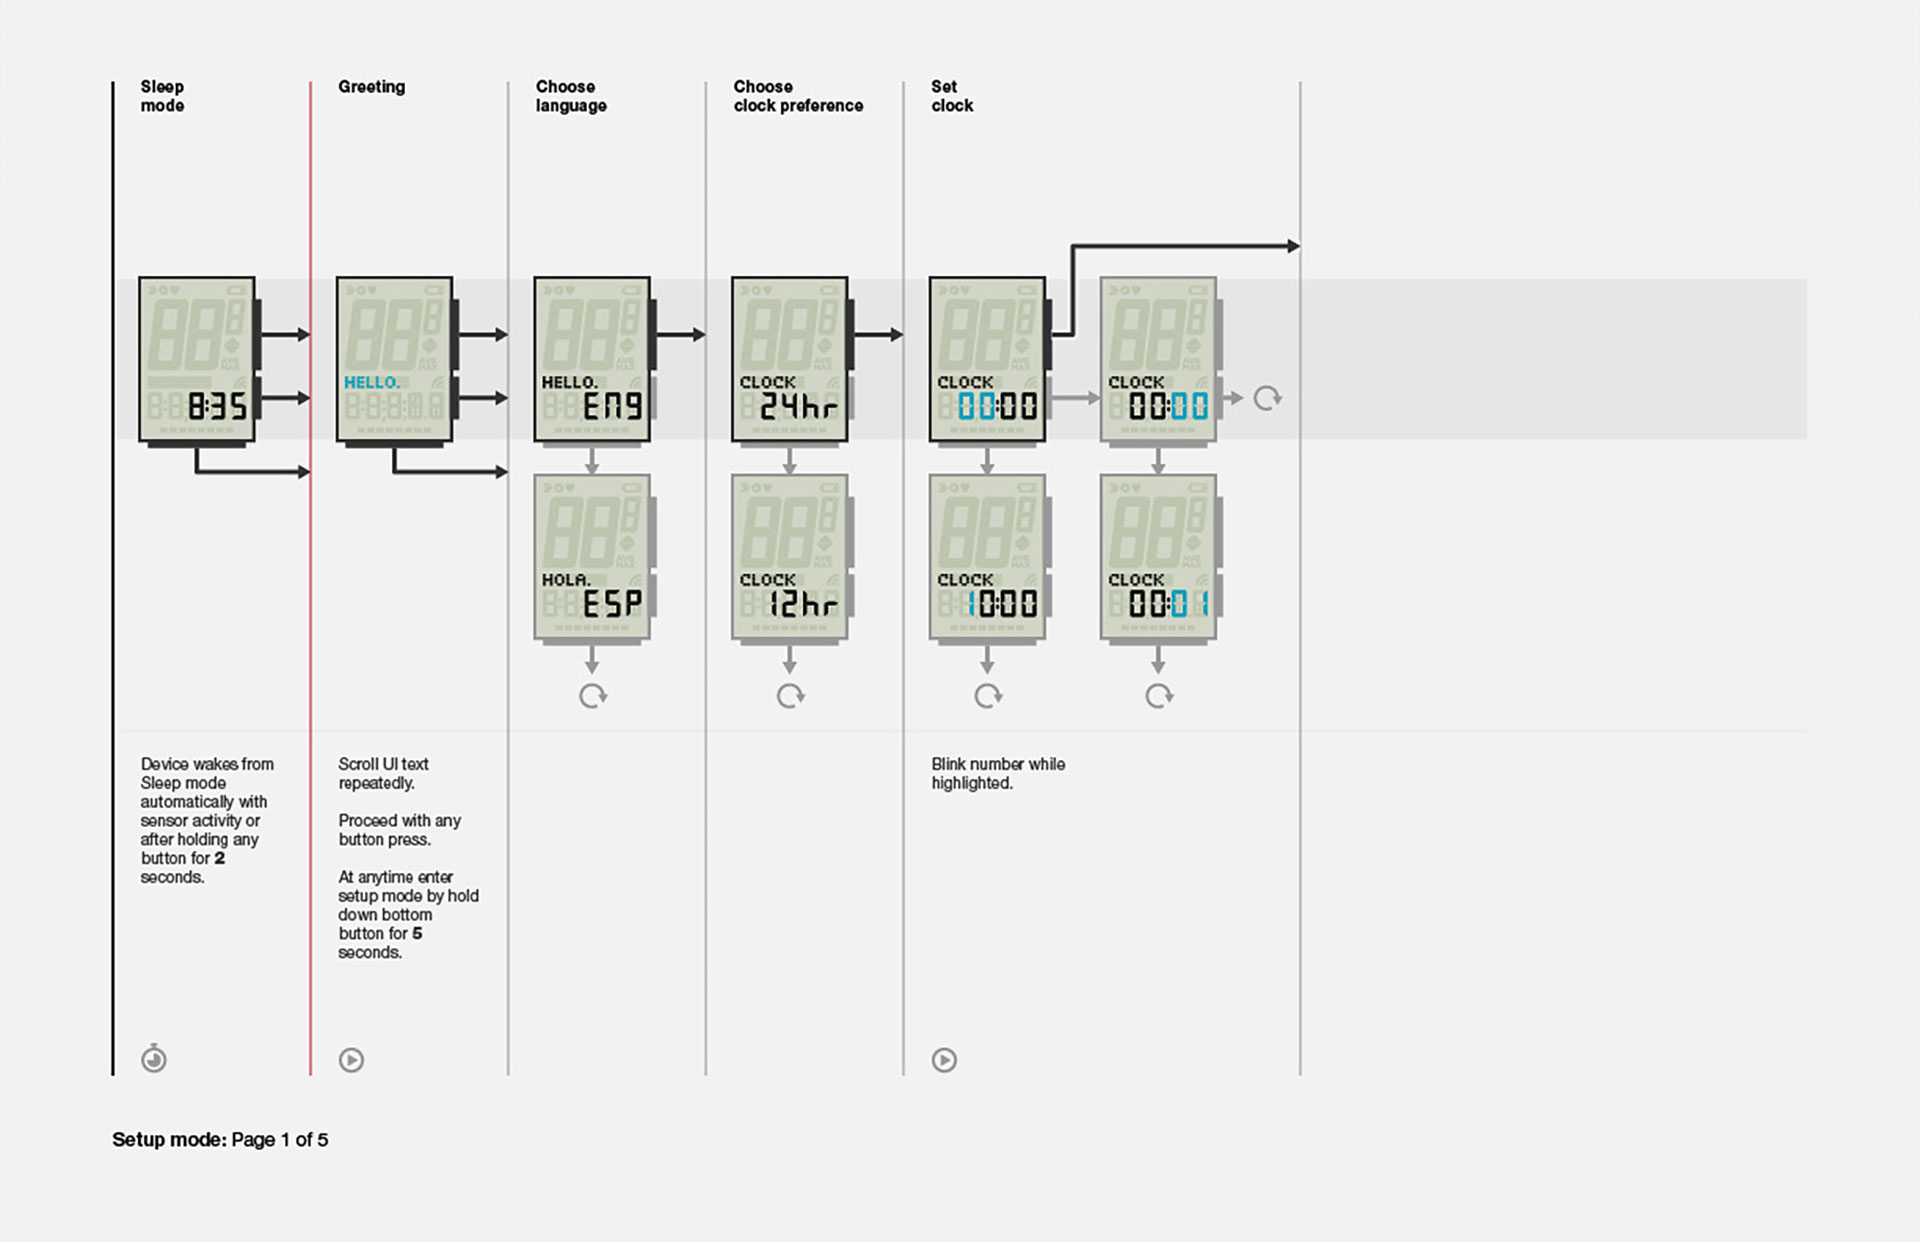 Sleep
mode
Greeting
Choose
language
Choose
clock preference
Set
clock
8:35
HELLO.
HELLO.
Eng
CLOCK
24hr
CLOCK
00:00
CLOCK
00:00
HOLA.
ESP
CLOCK
12hr
CLOCK
10:00
CLOCK
00:01
Device wakes from
Sleep mode
automatically with
sensor activity or
after holding any
button for 2
seconds.
Scroll UI text
repeatedly.
Proceed with any
button press.
At anytime enter
setup mode by hold
down bottom
button for 5
seconds.
Blink number while
highlighted.
Setup mode: Page 1 of 5